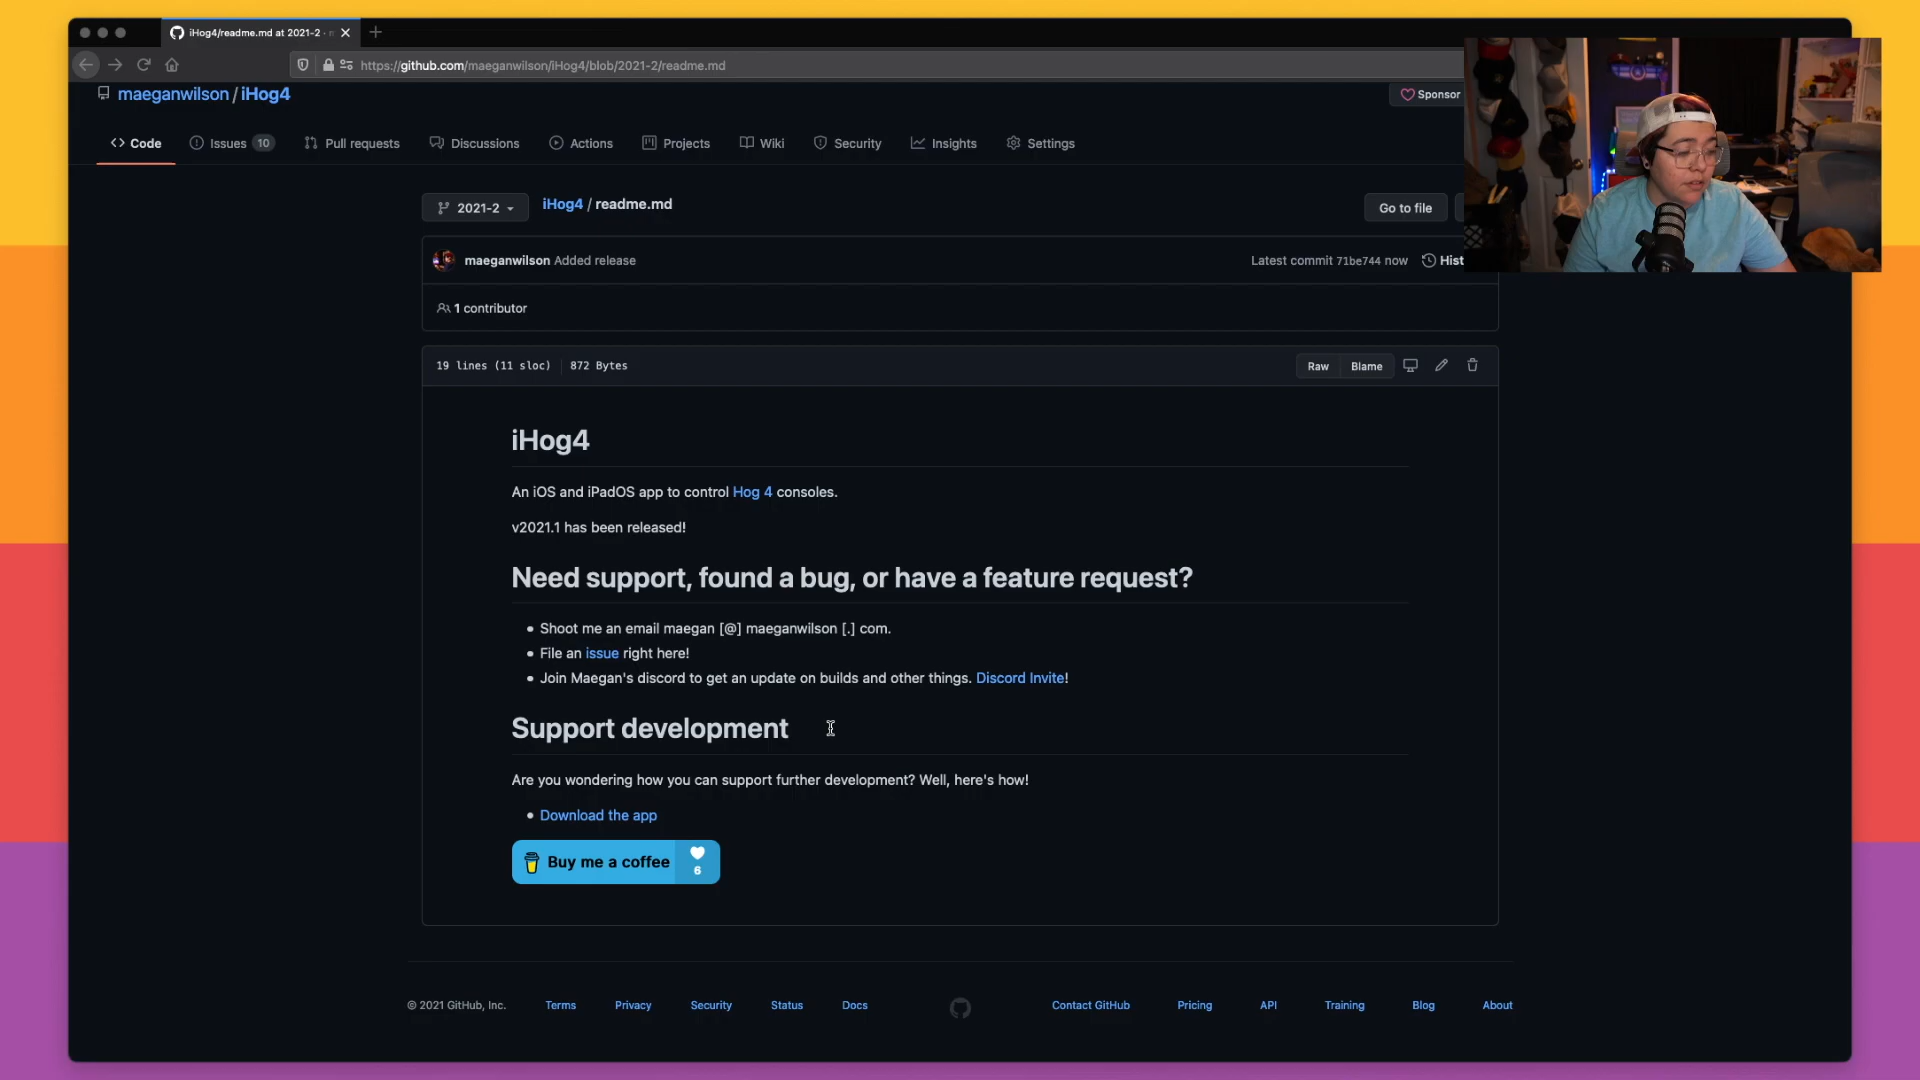 iHog4/readme.md at 2021-2 ·
https://github.com/maeganwilson/iHog4/blob/2021-2/readme.md
maeganwilson / iHog4
Sponsor
Code
Issues 10
Pull requests
Discussions
Actions
Projects
Wiki
Security
Insights
Settings
2021-2
iHog4 / readme.md
Go to file
maeganwilson Added release
Latest commit 71be744 now
Hist
1 contributor
19 lines (11 sloc) | 872 Bytes
Raw
Blame
iHog4
An iOS and iPadOS app to control Hog 4 consoles.
v2021.1 has been released!
Need support, found a bug, or have a feature request?
• Shoot me an email maegan [@] maeganwilson [.] com.
• File an issue right here!
• Join Maegan's discord to get an update on builds and other things. Discord Invite!
Support development
Are you wondering how you can support further development? Well, here's how!
• Download the app
Buy me a coffee
6
© 2021 GitHub, Inc.
Terms
Privacy
Security
Status
Docs
Contact GitHub
Pricing
API
Training
Blog
About